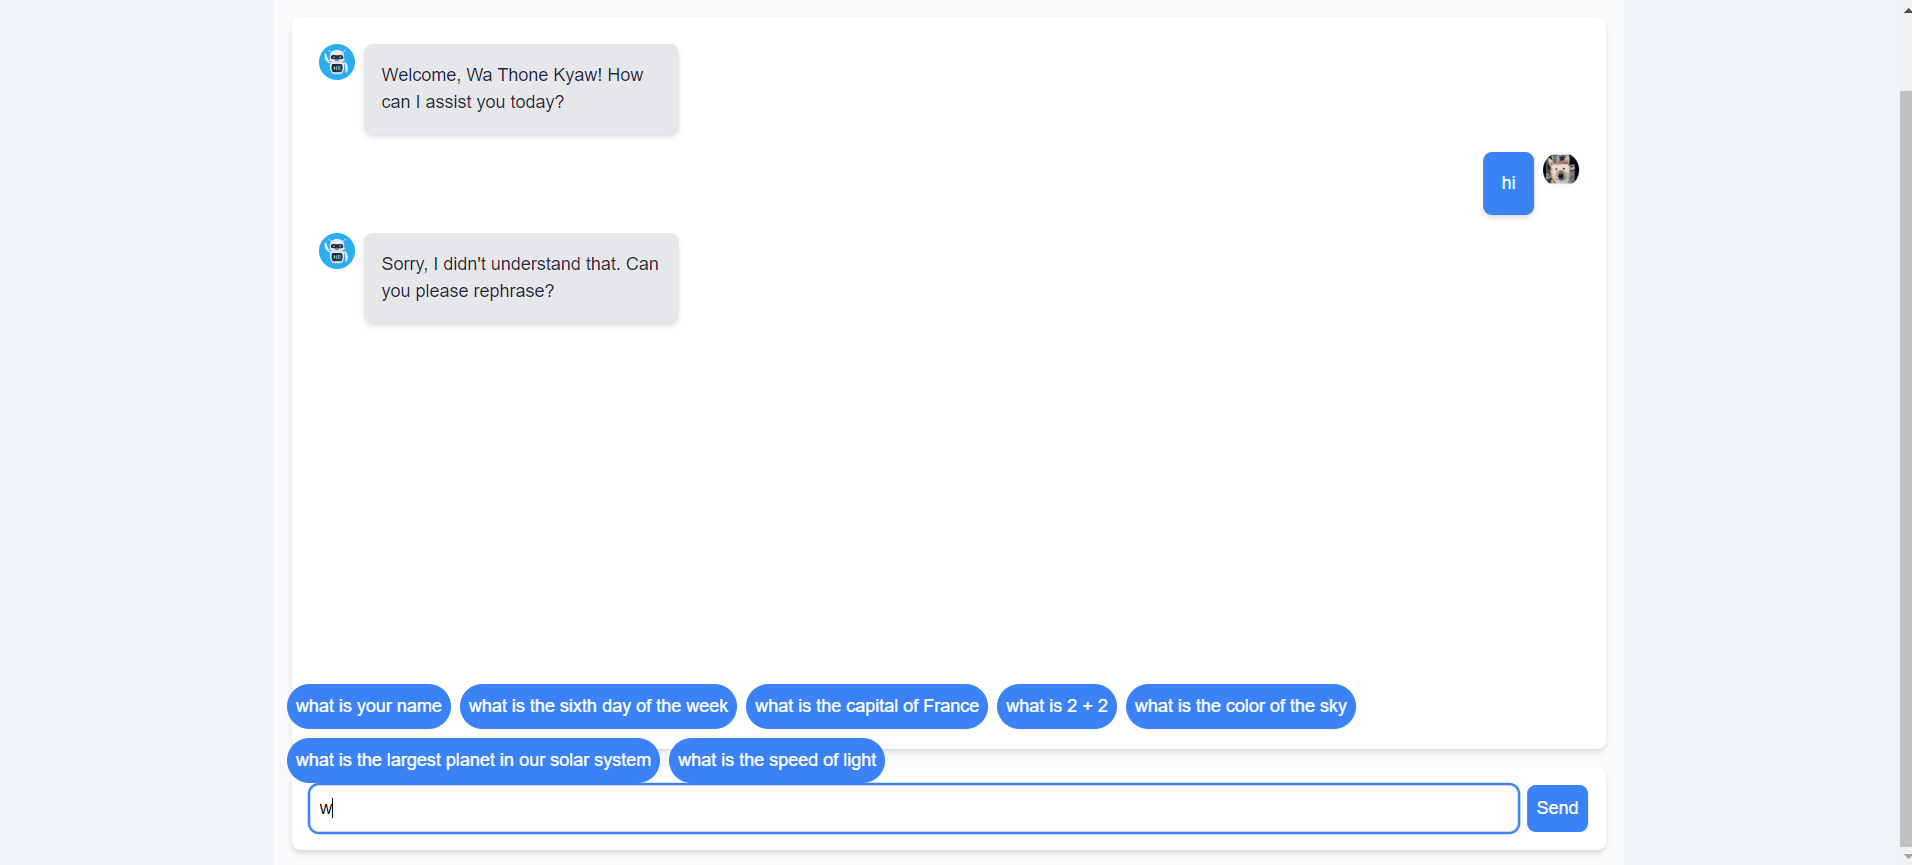 Welcome, Wa Thone Kyaw! How
can I assist you today?
hi
Sorry, I didn't understand that. Can
you please rephrase?
what is your name
what is the sixth day of the week
what is the capital of France
what is 2 + 2
what is the color of the sky
what is the largest planet in our solar system
what is the speed of light
w
Send